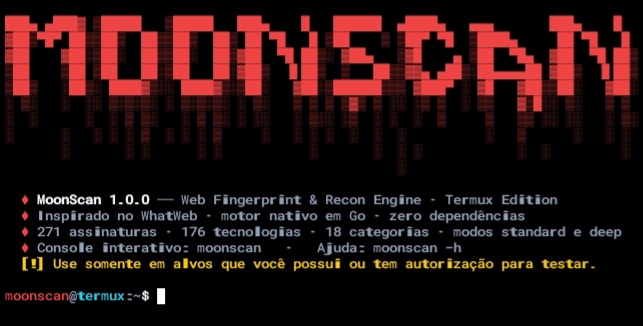 MOONSCAN
♦ MoonScan 1.0.0 — Web Fingerprint & Recon Engine · Termux Edition
♦ Inspirado no WhatWeb · motor nativo em Go · zero dependências
♦ 271 assinaturas · 176 tecnologias · 18 categorias · modos standard e deep
♦ Console interativo: moonscan · Ajuda: moonscan -h
[!] Use somente em alvos que você possui ou tem autorização para testar.
moonscan@termux:~$